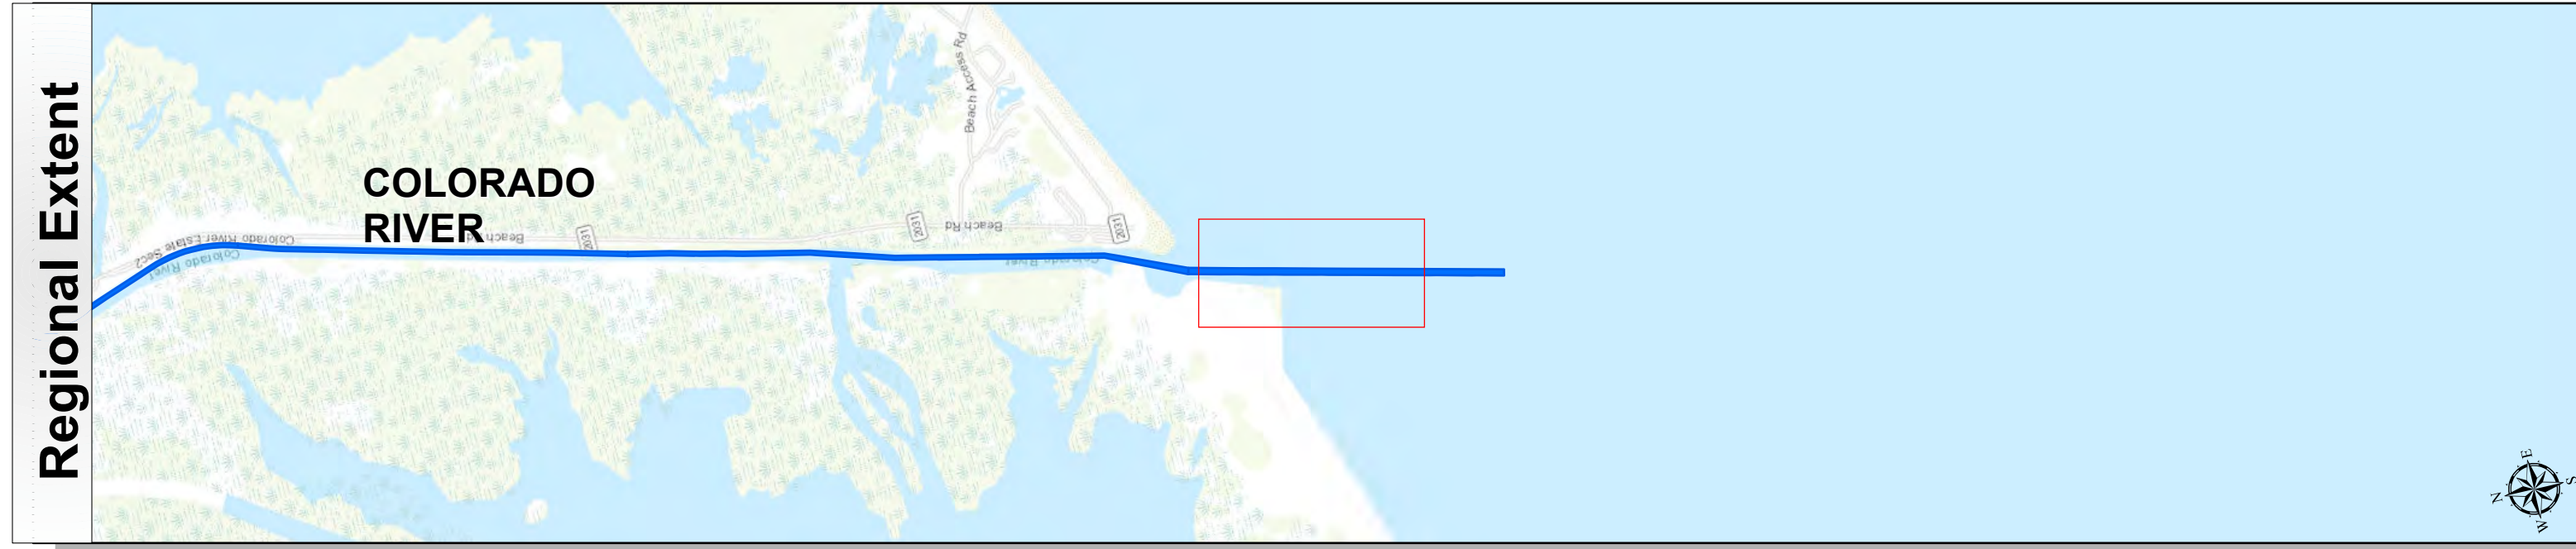 Regional Extent
Beach Access Rd
COLORADO
RIVER
Beach Rd
2031
2031
Beach Rd
2031
Colorado River Estate Sec2
Colorado River
Colorado River
E
N
S
W